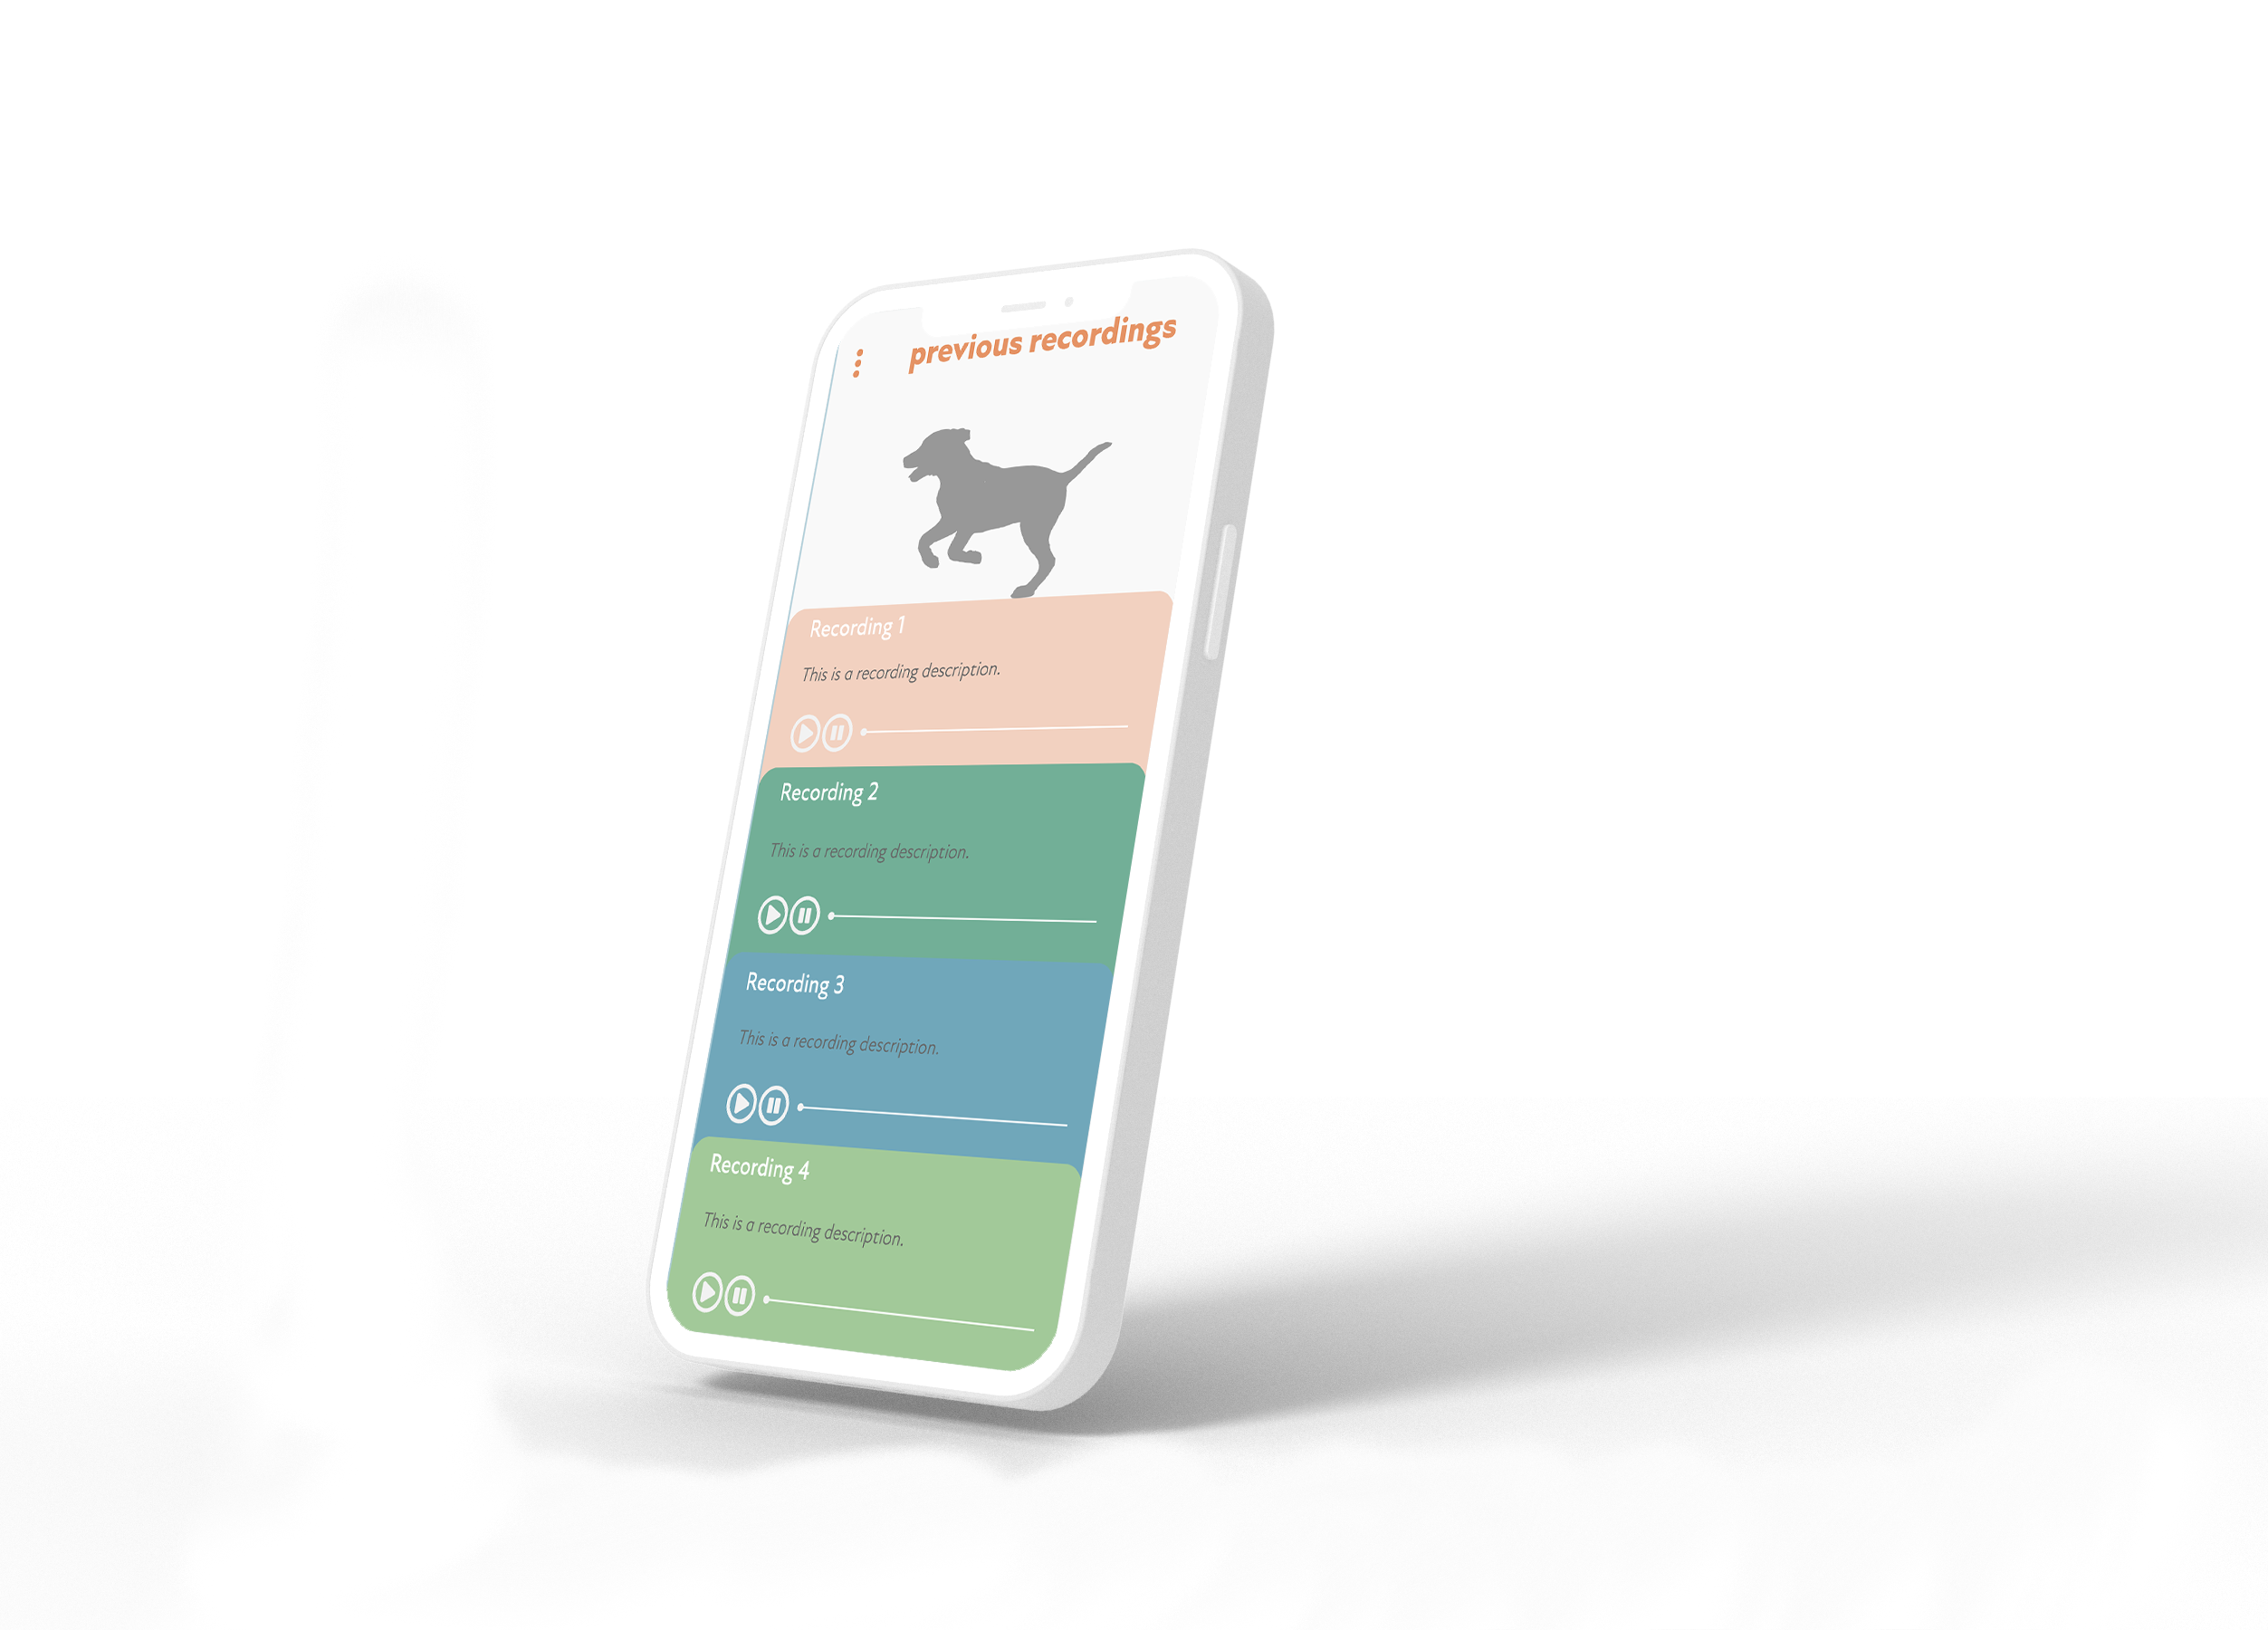 previous recordings
Recording 1
This is a recording description.
Recording 2
This is a recording description.
Recording 3
This is a recording description.
Recording 4
This is a recording description.